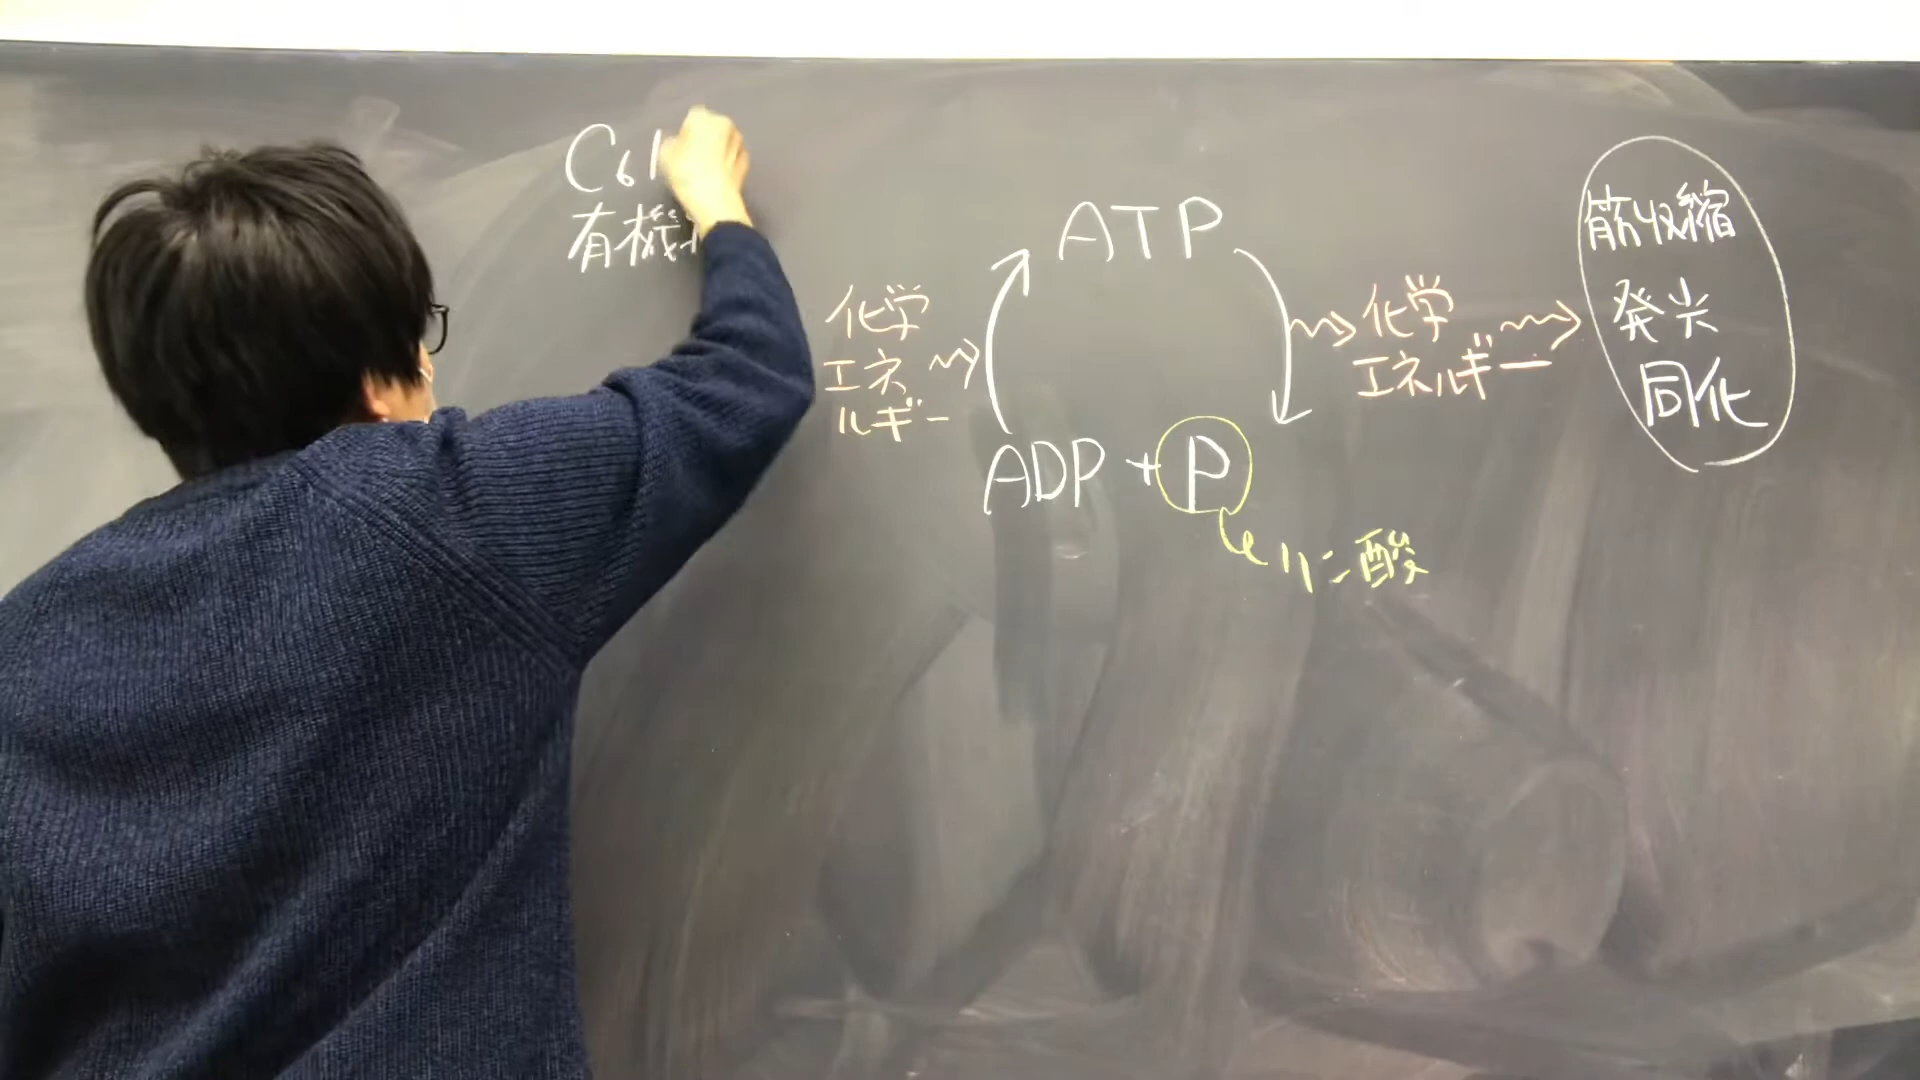 C6
有機
ATP
化学
エネ
ルギー
化学
エネルギー
筋収縮
発光
同化
ADP + P
リン酸